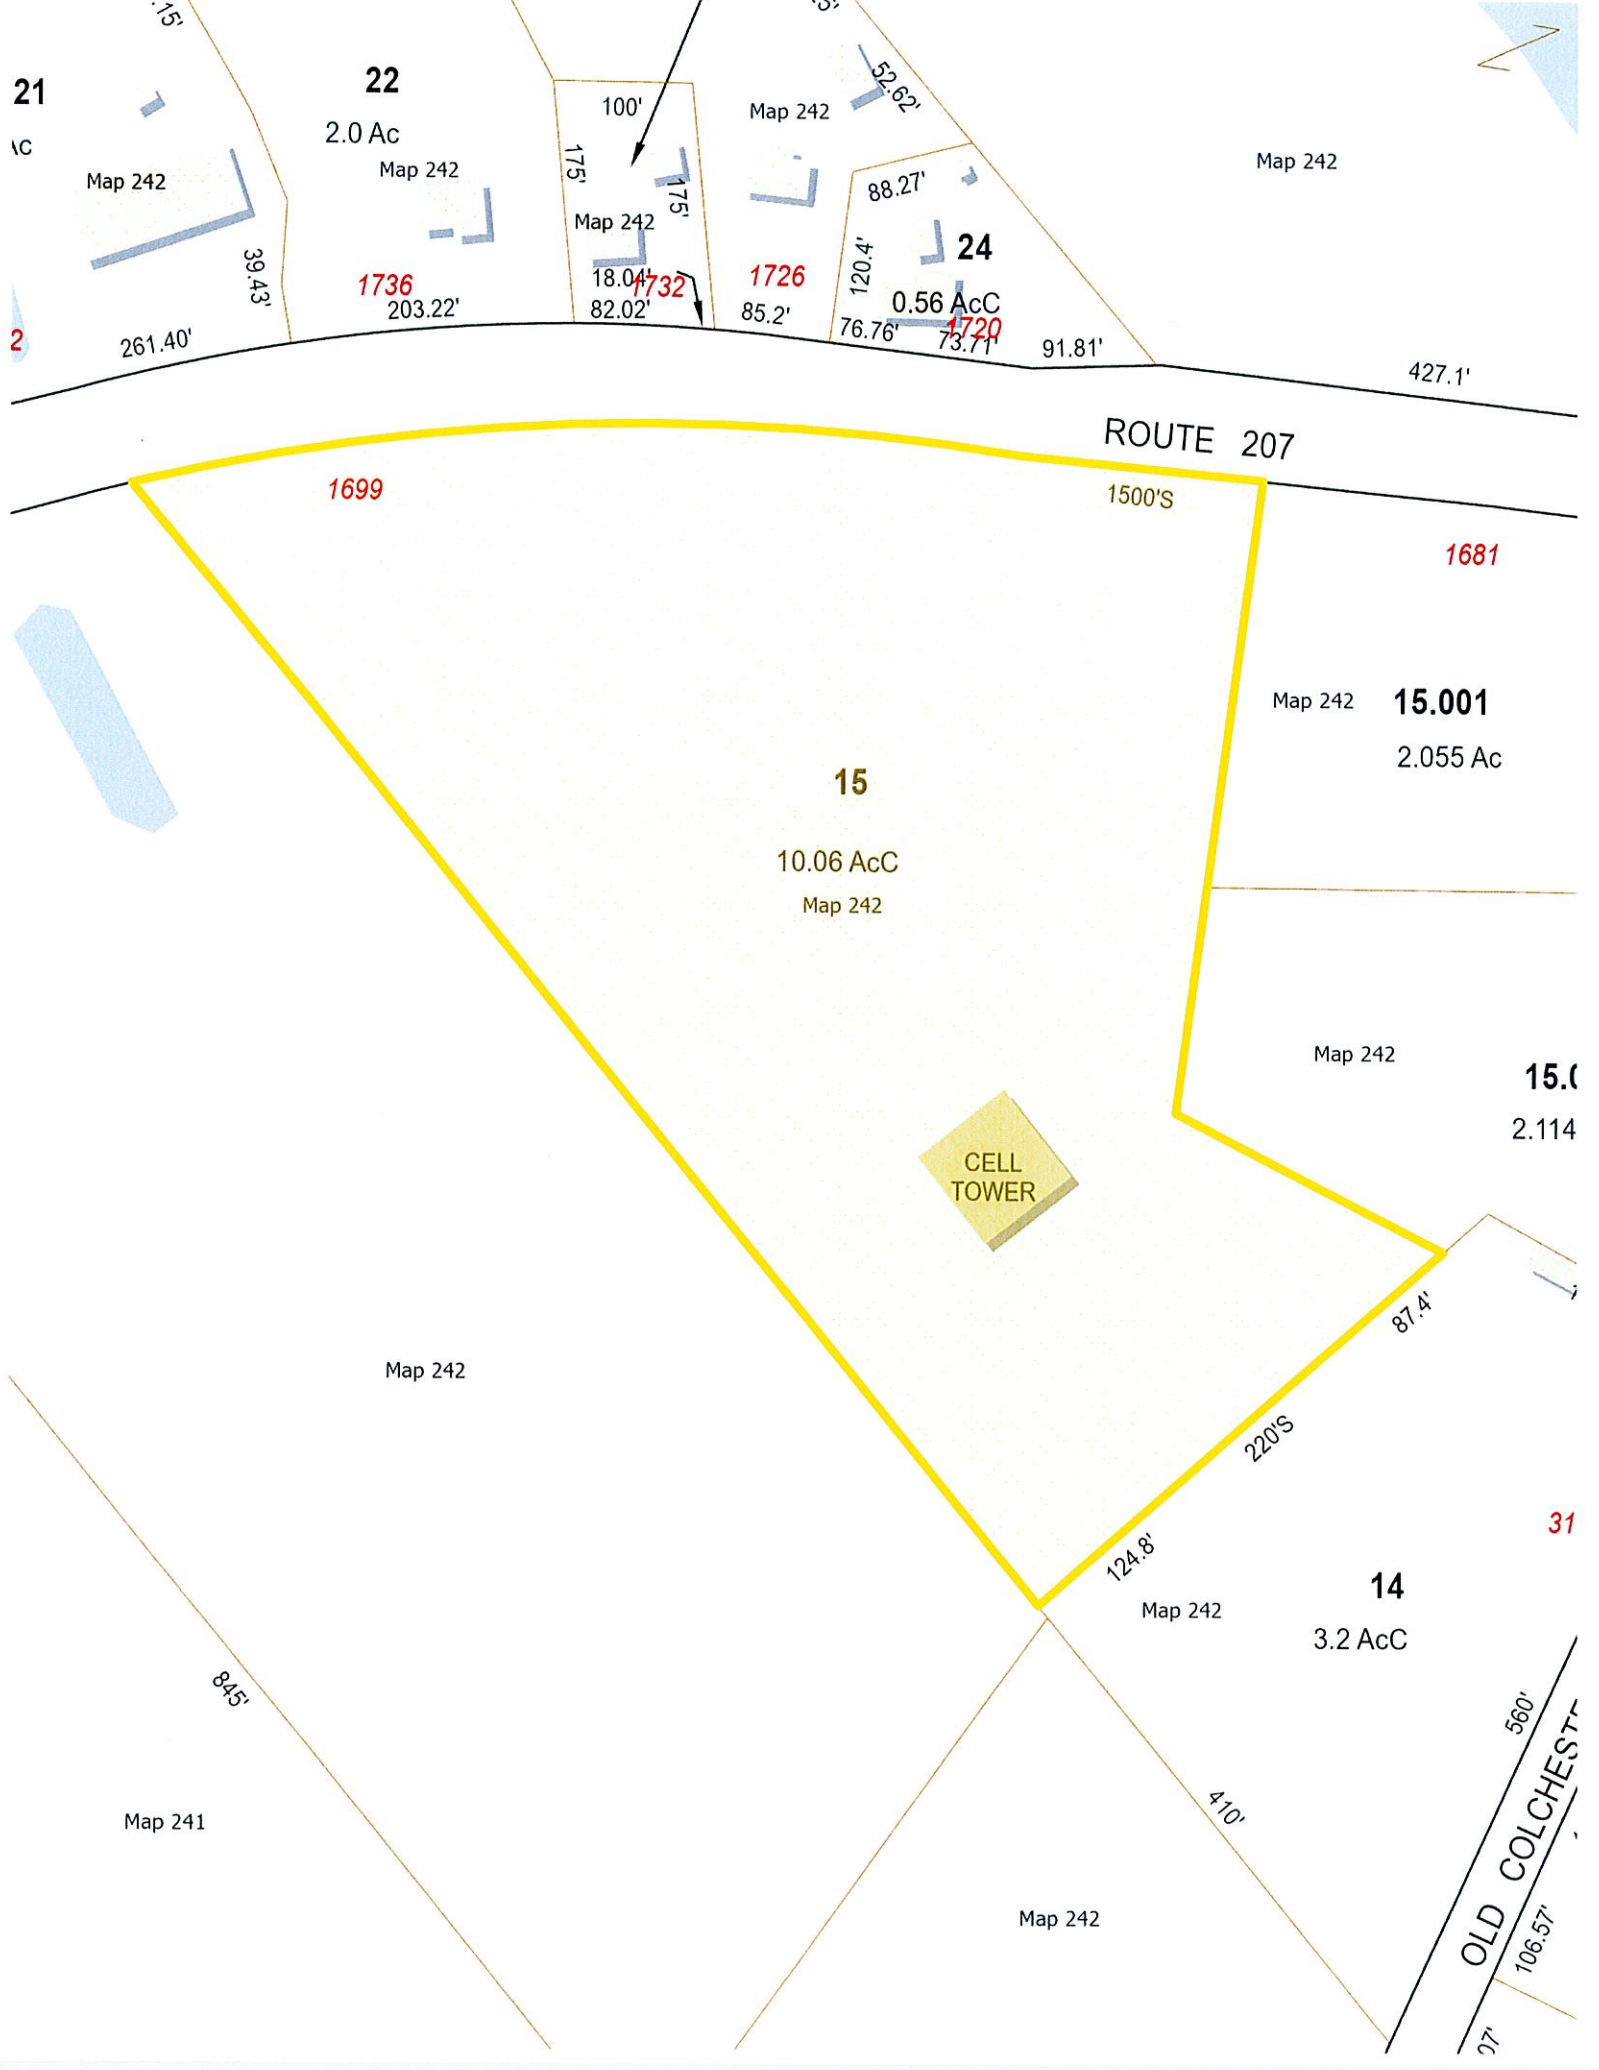 21
22
2.0 Ac
Map 242
Map 242
39.43'
261.40'
1736
203.22'
100'
175'
175'
Map 242
18.04'
82.02'
1732
Map 242
1726
85.2'
52.62'
88.27'
120.4'
24
0.56 AcC
1720
76.76'
73.71'
91.81'
Map 242
427.1'
ROUTE 207
1699
1500'S
1681
Map 242
15.001
2.055 Ac
15
10.06 AcC
Map 242
Map 242
2.114
CELL
TOWER
87.4'
220'S
124.8'
Map 242
14
3.2 AcC
31
Map 242
845'
Map 241
410'
Map 242
560'
OLD
106.57'